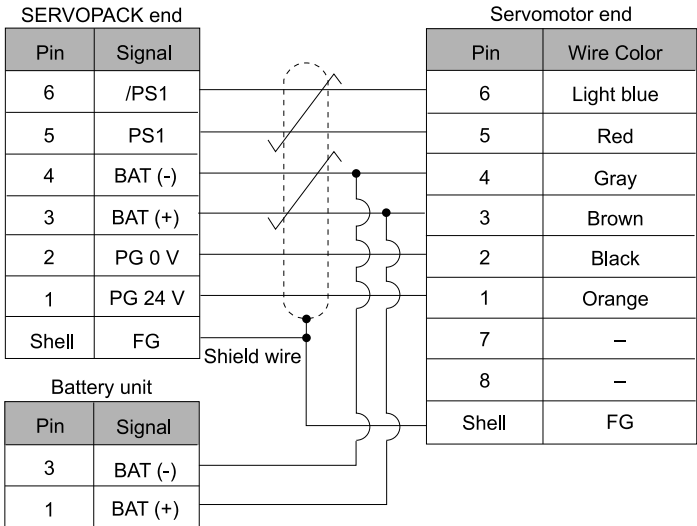 SERVOPACK end
Pin Signal
6 /PS1
5 PS1
4 BAT (-)
3 BAT (+)
2 PG 0 V
1 PG 24 V
Shell FG
Shield wire
Servomotor end
Pin Wire Color
6 Light blue
5 Red
4 Gray
3 Brown
2 Black
1 Orange
7 –
8 –
Shell FG
Battery unit
Pin Signal
3 BAT (-)
1 BAT (+)